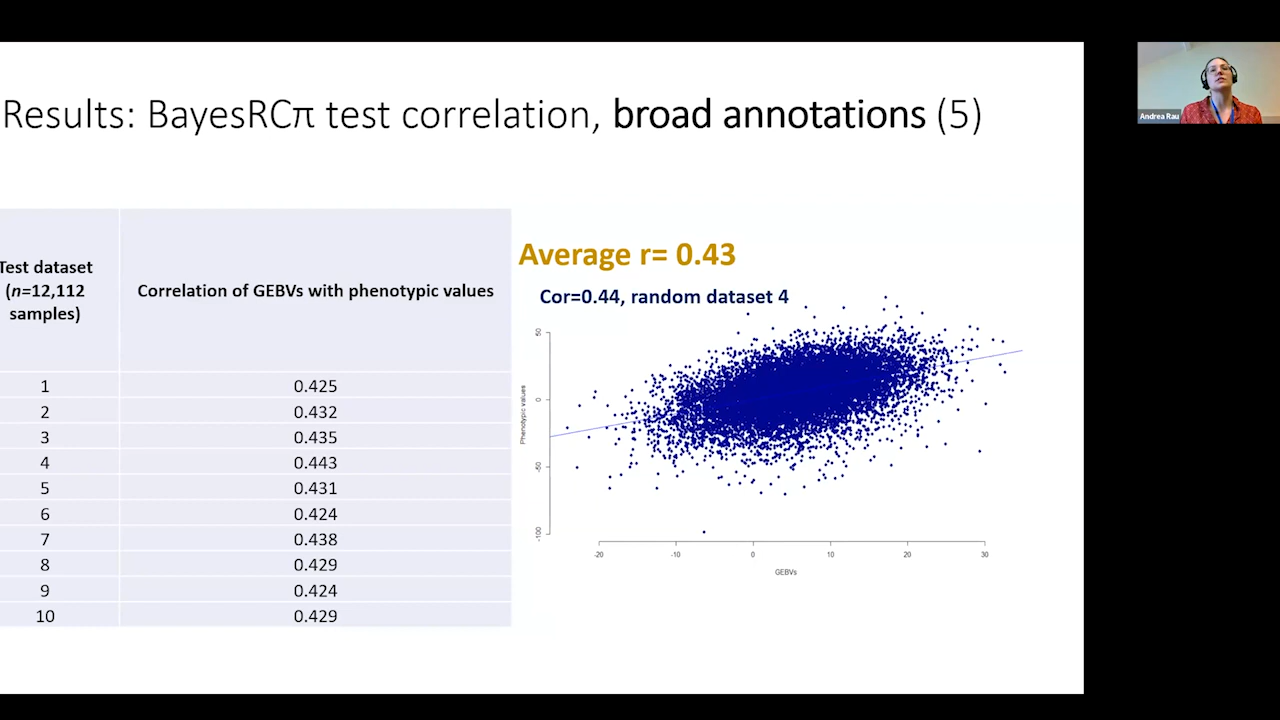 Results: BayesRCπ test correlation, broad annotations (5)
Andrea Rau
Test dataset
(n=12,112
samples)
Correlation of GEBVs with phenotypic values
1 0.425
2 0.432
3 0.435
4 0.443
5 0.431
6 0.424
7 0.438
8 0.429
9 0.424
10 0.429
Average r= 0.43
Cor=0.44, random dataset 4
Phenotypic values
50
0
-50
-100
-20 -10 0 10 20 30
GEBVs